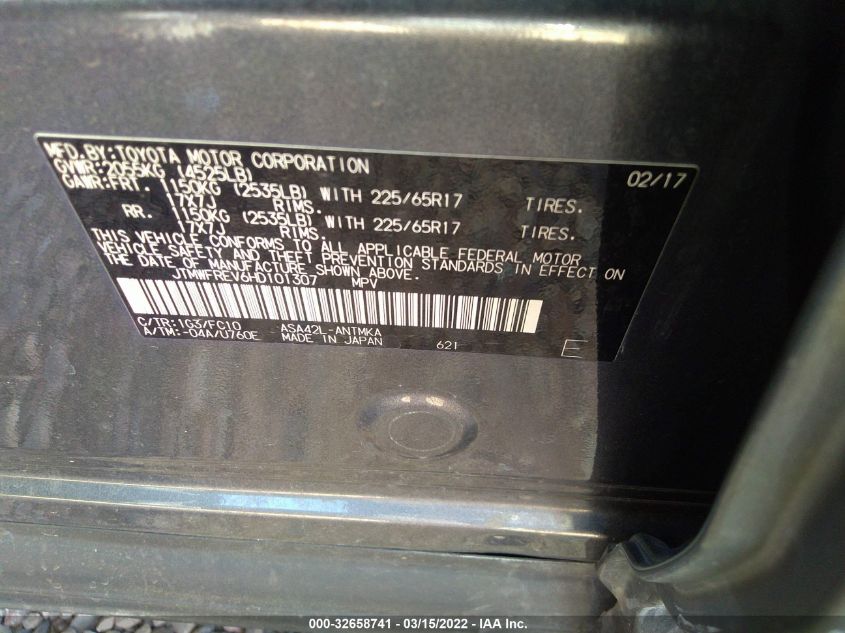 MFD.BY:TOYOTA MOTOR CORPORATION 02/17
GVWR:2055KG (4525LB)
GAWR:FRT. 1150KG (2535LB) WITH 225/65R17 TIRES.
17X7J RIMS.
RR. 1150KG (2535LB) WITH 225/65R17 TIRES.
17X7J RIMS.
THIS VEHICLE CONFORMS TO ALL APPLICABLE FEDERAL MOTOR
VEHICLE SAFETY AND THEFT PREVENTION STANDARDS IN EFFECT ON
THE DATE OF MANUFACTURE SHOWN ABOVE.
JTMWFREV6HD101307 MPV
C/TR:1G3/FC10 ASA42L-ANTMKA
A/TM:-04A/U760E MADE IN JAPAN 621 E
000-32658741 - 03/15/2022 - IAA Inc.